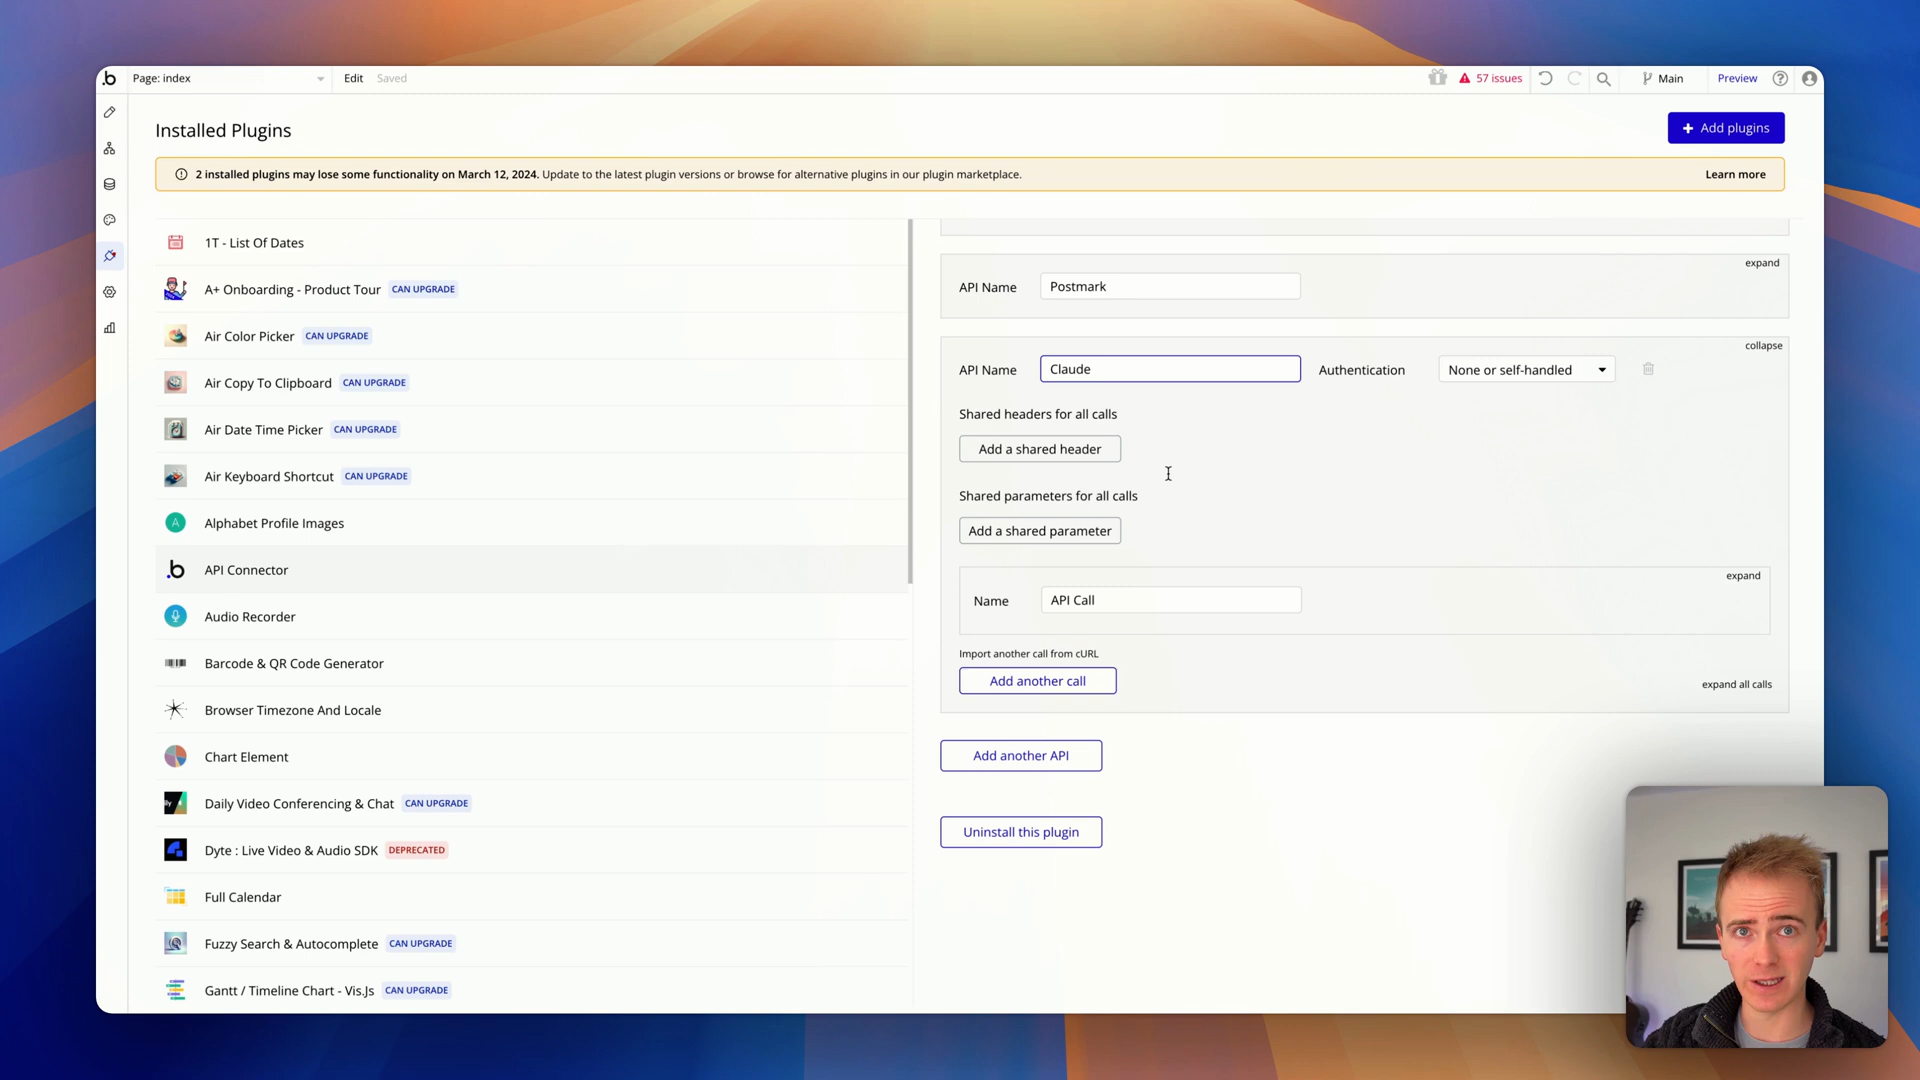 .b
Page: index
Edit
Saved
57 issues
Main
Preview
?
Installed Plugins
+ Add plugins
2 installed plugins may lose some functionality on March 12, 2024. Update to the latest plugin versions or browse for alternative plugins in our plugin marketplace.
Learn more
1T - List Of Dates
A+ Onboarding - Product Tour CAN UPGRADE
Air Color Picker CAN UPGRADE
Air Copy To Clipboard CAN UPGRADE
Air Date Time Picker CAN UPGRADE
Air Keyboard Shortcut CAN UPGRADE
A
Alphabet Profile Images
.b
API Connector
Audio Recorder
Barcode & QR Code Generator
Browser Timezone And Locale
Chart Element
Daily Video Conferencing & Chat CAN UPGRADE
Dyte : Live Video & Audio SDK DEPRECATED
Full Calendar
Fuzzy Search & Autocomplete CAN UPGRADE
Gantt / Timeline Chart - Vis.Js CAN UPGRADE
expand
API Name Postmark
collapse
API Name Claude Authentication None or self-handled
Shared headers for all calls
Add a shared header
Shared parameters for all calls
Add a shared parameter
expand
Name API Call
Import another call from cURL
Add another call
expand all calls
Add another API
Uninstall this plugin